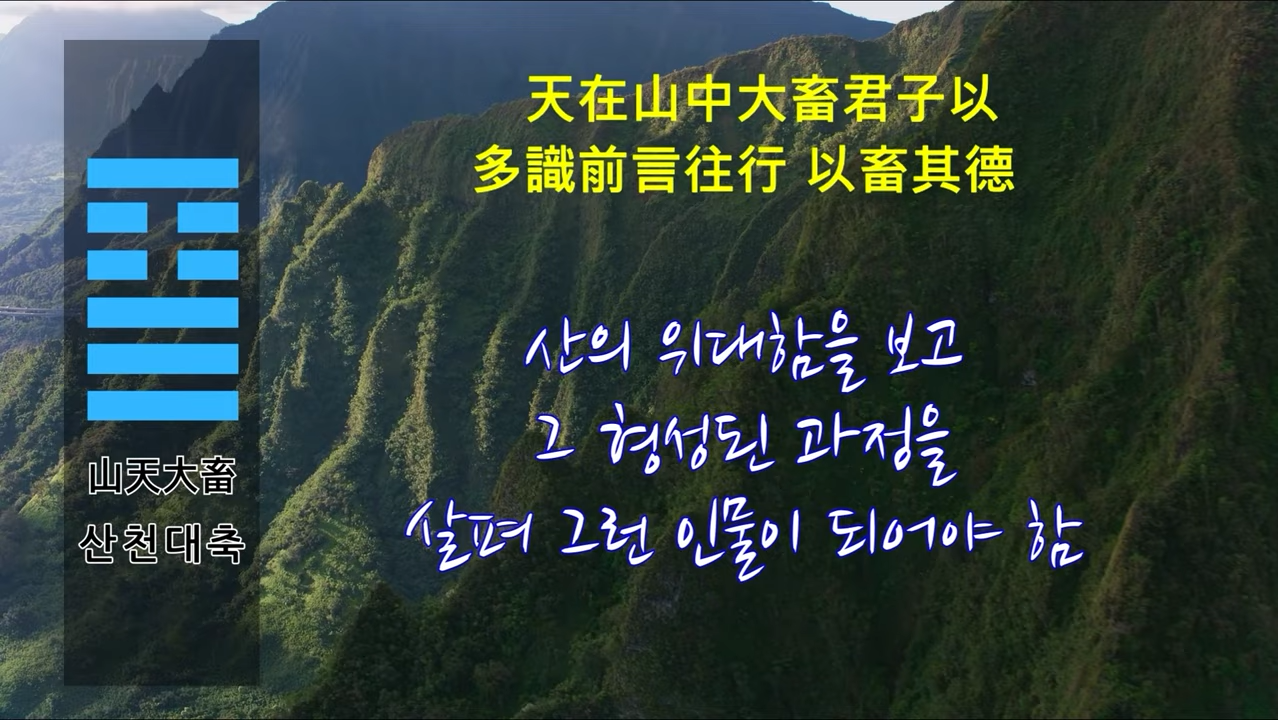 天在山中大畜君子以
多識前言往行 以畜其德
山天大畜
산천대축
산의 위대함을 보고
그 형성된 과정을
살펴 그런 인물이 되어야 함